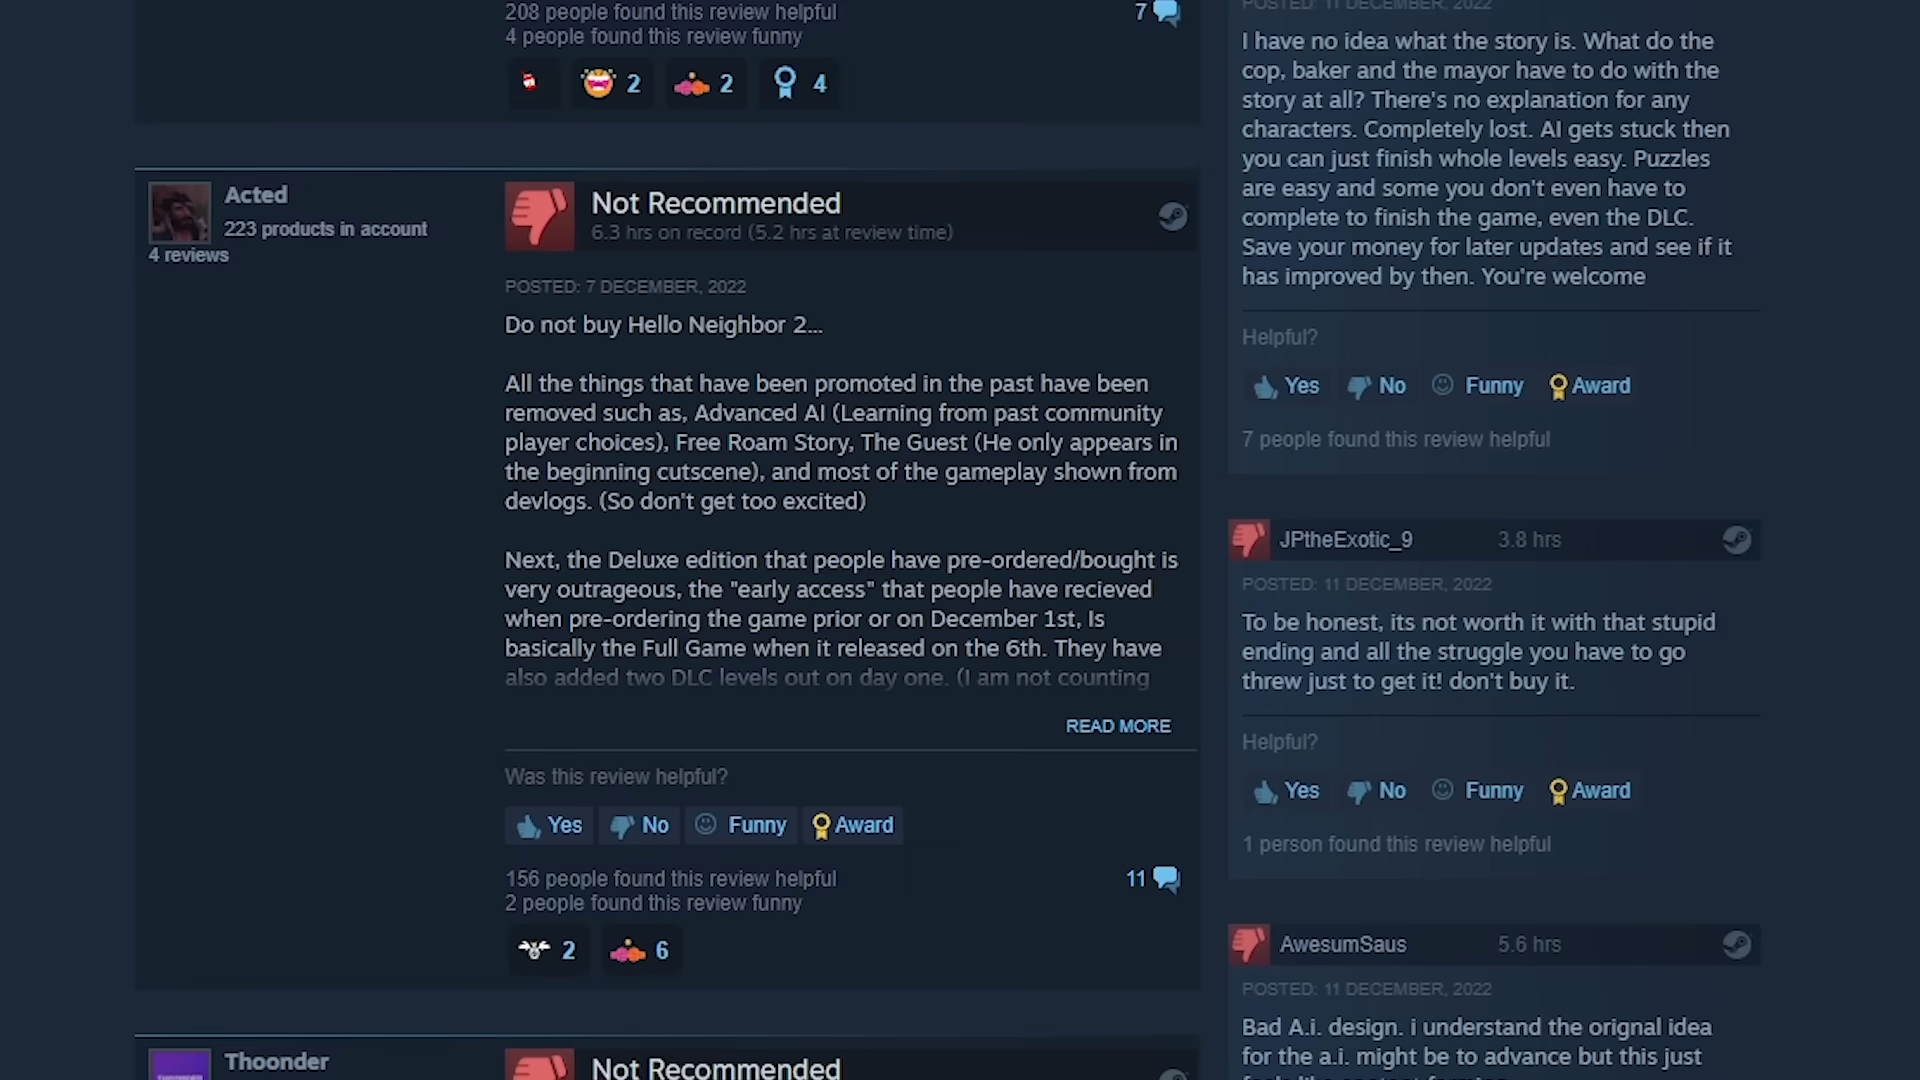 208 people found this review helpful
4 people found this review funny
7
2
2
4
Acted
223 products in account
4 reviews
Not Recommended
6.3 hrs on record (5.2 hrs at review time)
POSTED: 7 DECEMBER, 2022
Do not buy Hello Neighbor 2...
All the things that have been promoted in the past have been
removed such as, Advanced AI (Learning from past community
player choices), Free Roam Story, The Guest (He only appears in
the beginning cutscene), and most of the gameplay shown from
devlogs. (So don't get too excited)
Next, the Deluxe edition that people have pre-ordered/bought is
very outrageous, the "early access" that people have recieved
when pre-ordering the game prior or on December 1st, Is
basically the Full Game when it released on the 6th. They have
also added two DLC levels out on day one. (I am not counting
READ MORE
Was this review helpful?
Yes
No
Funny
Award
156 people found this review helpful
2 people found this review funny
11
2
6
Thoonder
Not Recommended
POSTED: 11 DECEMBER, 2022
I have no idea what the story is. What do the
cop, baker and the mayor have to do with the
story at all? There's no explanation for any
characters. Completely lost. AI gets stuck then
you can just finish whole levels easy. Puzzles
are easy and some you don't even have to
complete to finish the game, even the DLC.
Save your money for later updates and see if it
has improved by then. You're welcome
Helpful?
Yes
No
Funny
Award
7 people found this review helpful
JPtheExotic_9
3.8 hrs
POSTED: 11 DECEMBER, 2022
To be honest, its not worth it with that stupid
ending and all the struggle you have to go
threw just to get it! don't buy it.
Helpful?
Yes
No
Funny
Award
1 person found this review helpful
AwesumSaus
5.6 hrs
POSTED: 11 DECEMBER, 2022
Bad A.i. design. i understand the orignal idea
for the a.i. might be to advance but this just